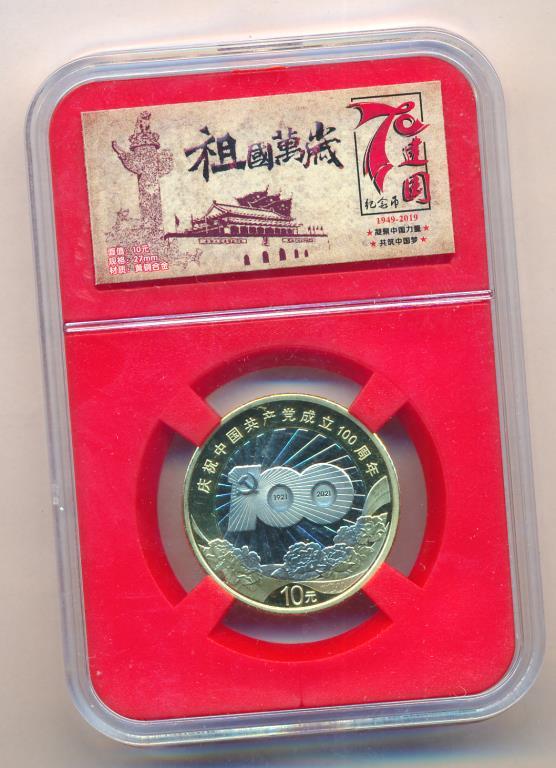 祖國萬歲
70建国
纪念币
1949-2019
★凝聚中国力量★
★共筑中国梦★
面值：10元
规格：27mm
材质：黄铜合金
庆祝中国共产党成立100周年
100
1921 2021
10元